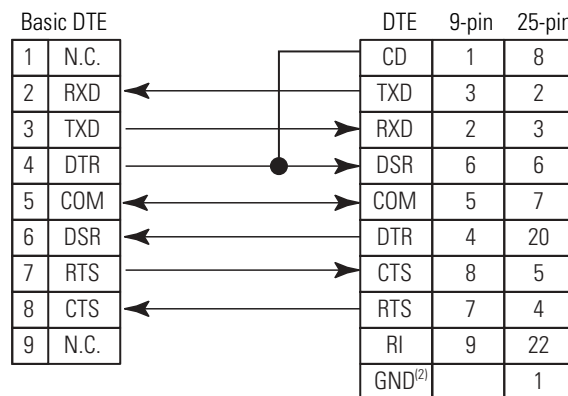 Basic DTE DTE 9-pin 25-pin
1 N.C. CD 1 8
2 RXD TXD 3 2
3 TXD RXD 2 3
4 DTR DSR 6 6
5 COM COM 5 7
6 DSR DTR 4 20
7 RTS CTS 8 5
8 CTS RTS 7 4
9 N.C. RI 9 22
GND(2) 1